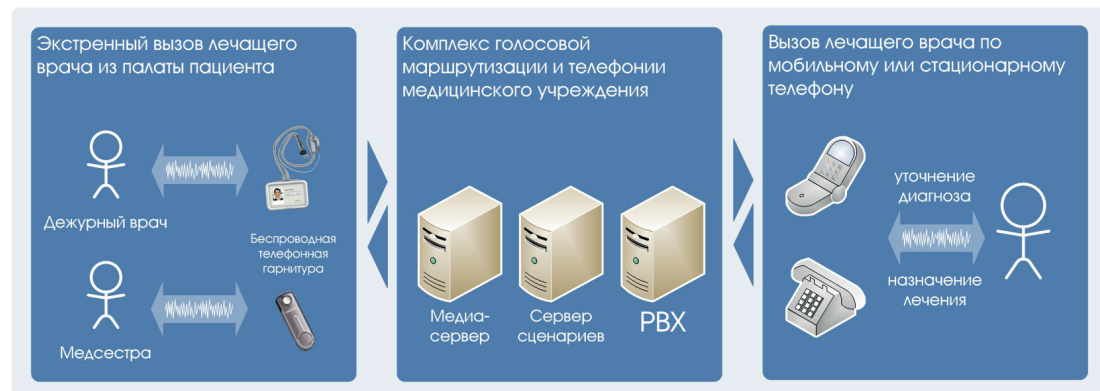 Экстренный вызов лечащего
врача из палаты пациента
Дежурный врач
Беспроводная
телефонная
гарнитура
Медсестра
Комплекс голосовой
маршрутизации и телефонии
медицинского учреждения
Медиа-
сервер
Сервер
сценариев
PBX
Вызов лечащего врача по
мобильному или стационарному
телефону
уточнение
диагноза
назначение
лечения